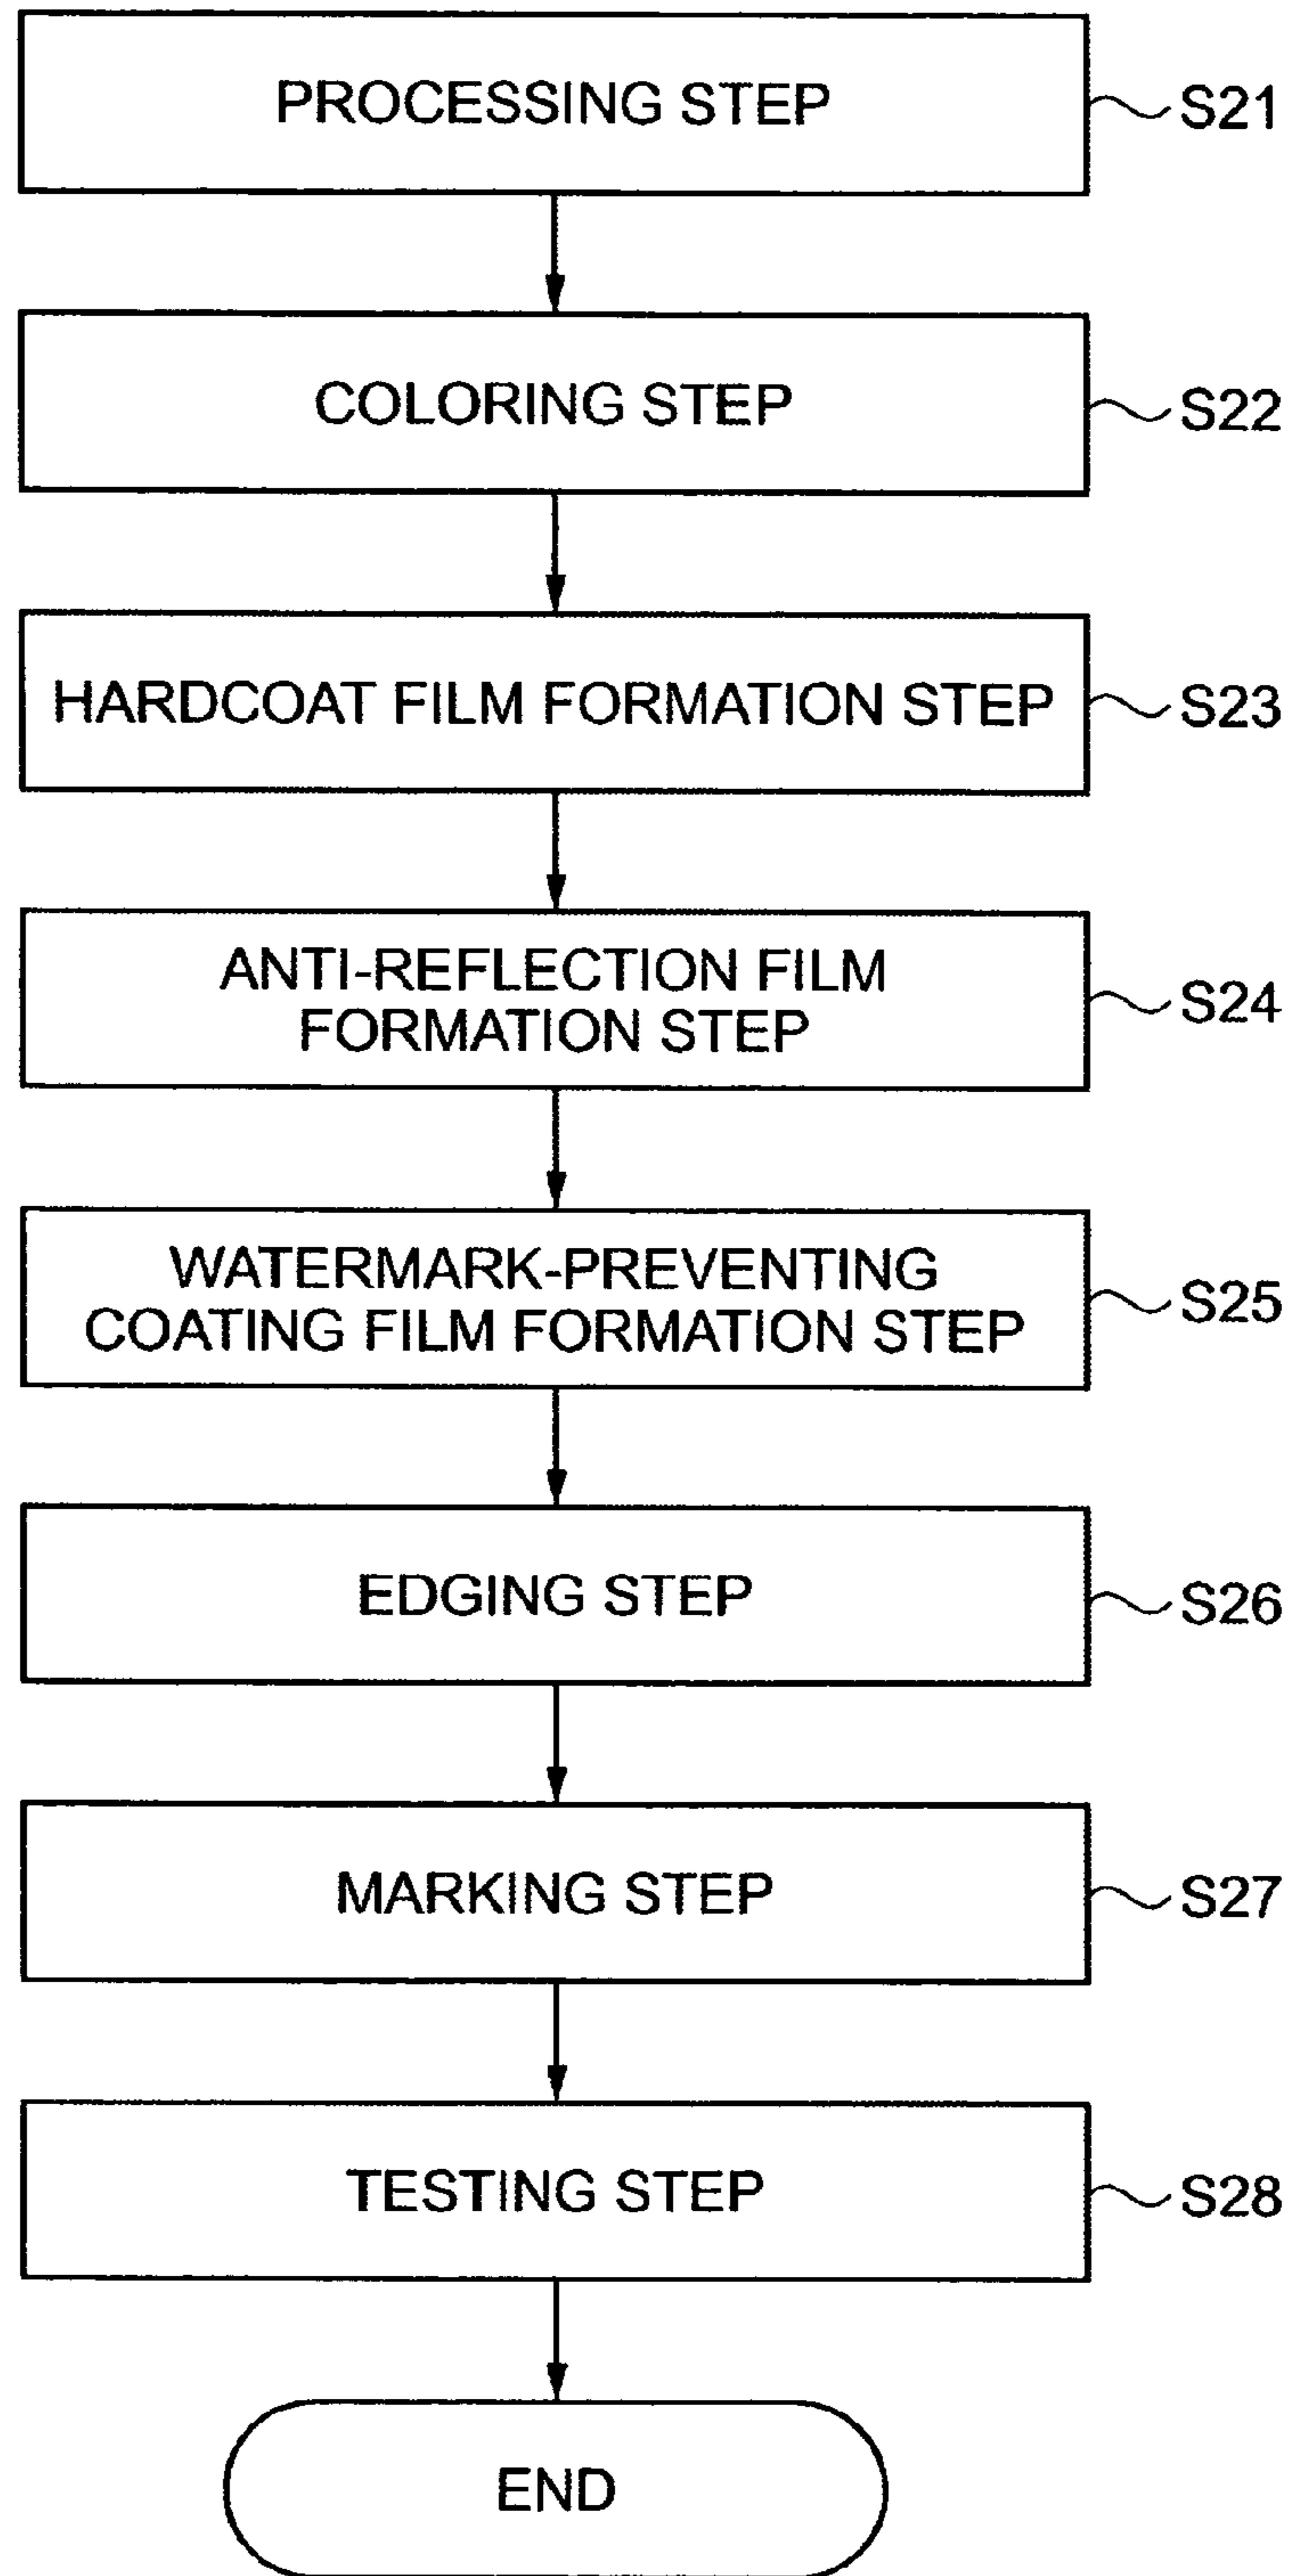 PROCESSING STEP
S21
COLORING STEP
S22
HARDCOAT FILM FORMATION STEP
S23
ANTI-REFLECTION FILM
FORMATION STEP
S24
WATERMARK-PREVENTING
COATING FILM FORMATION STEP
S25
EDGING STEP
S26
MARKING STEP
S27
TESTING STEP
S28
END